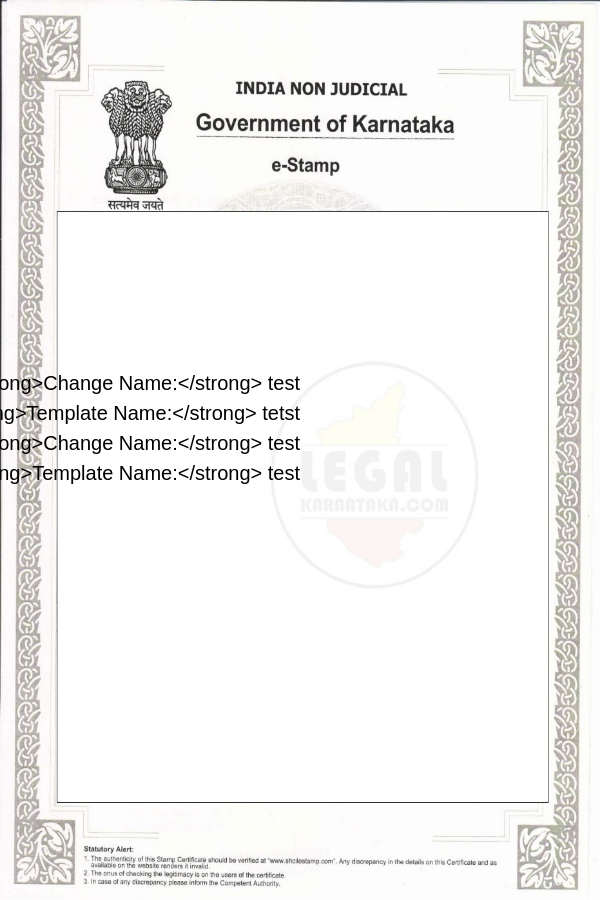 INDIA NON JUDICIAL
Government of Karnataka
e-Stamp
सत्यमेव जयते
ong>Change Name:</strong> test
ng>Template Name:</strong> tetst
ong>Change Name:</strong> test
ng>Template Name:</strong> test
LEGAL
KARNATAKA.COM
Statutory Alert:
1. The authenticity of this Stamp Certificate should be verified at "www.shcilestamp.com". Any discrepancy in the details on this Certificate and as
available on the website renders it invalid.
2. The onus of checking the legitimacy is on the users of the certificate.
3. In case of any discrepancy please inform the Competent Authority.